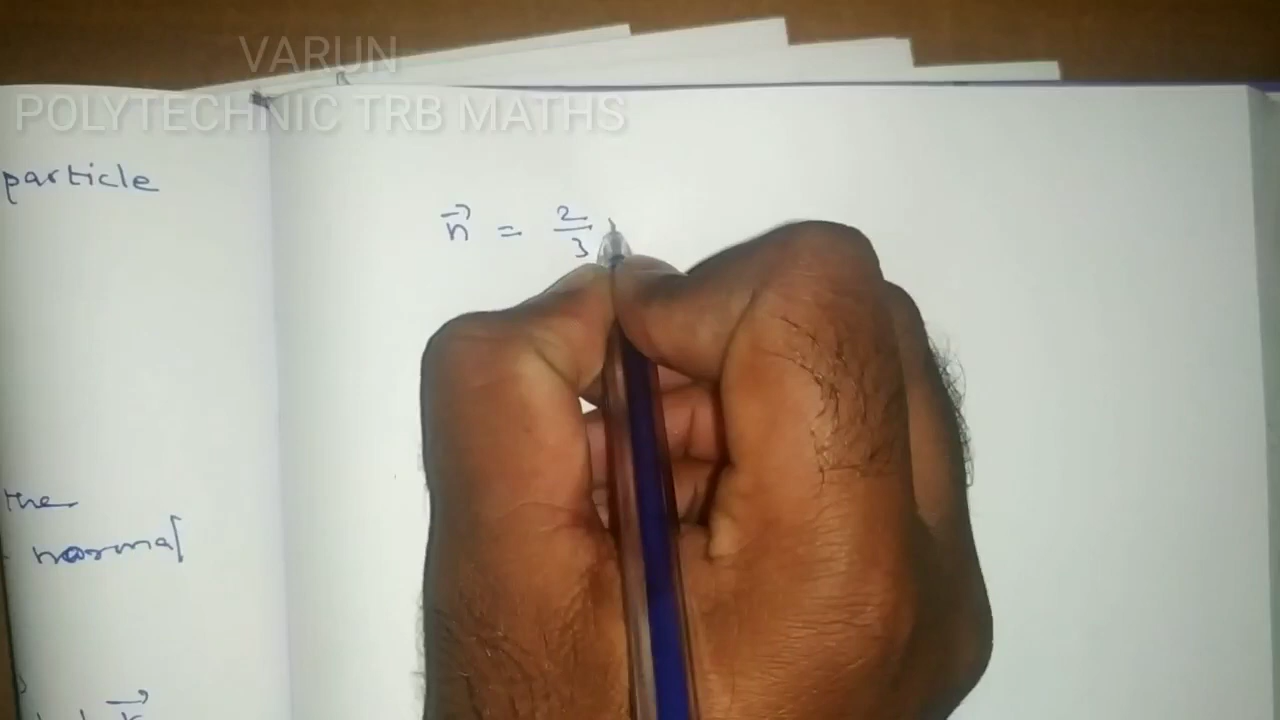 VARUN
POLYTECHNIC TRB MATHS
particle
the
normal
n⃗ = 2/3